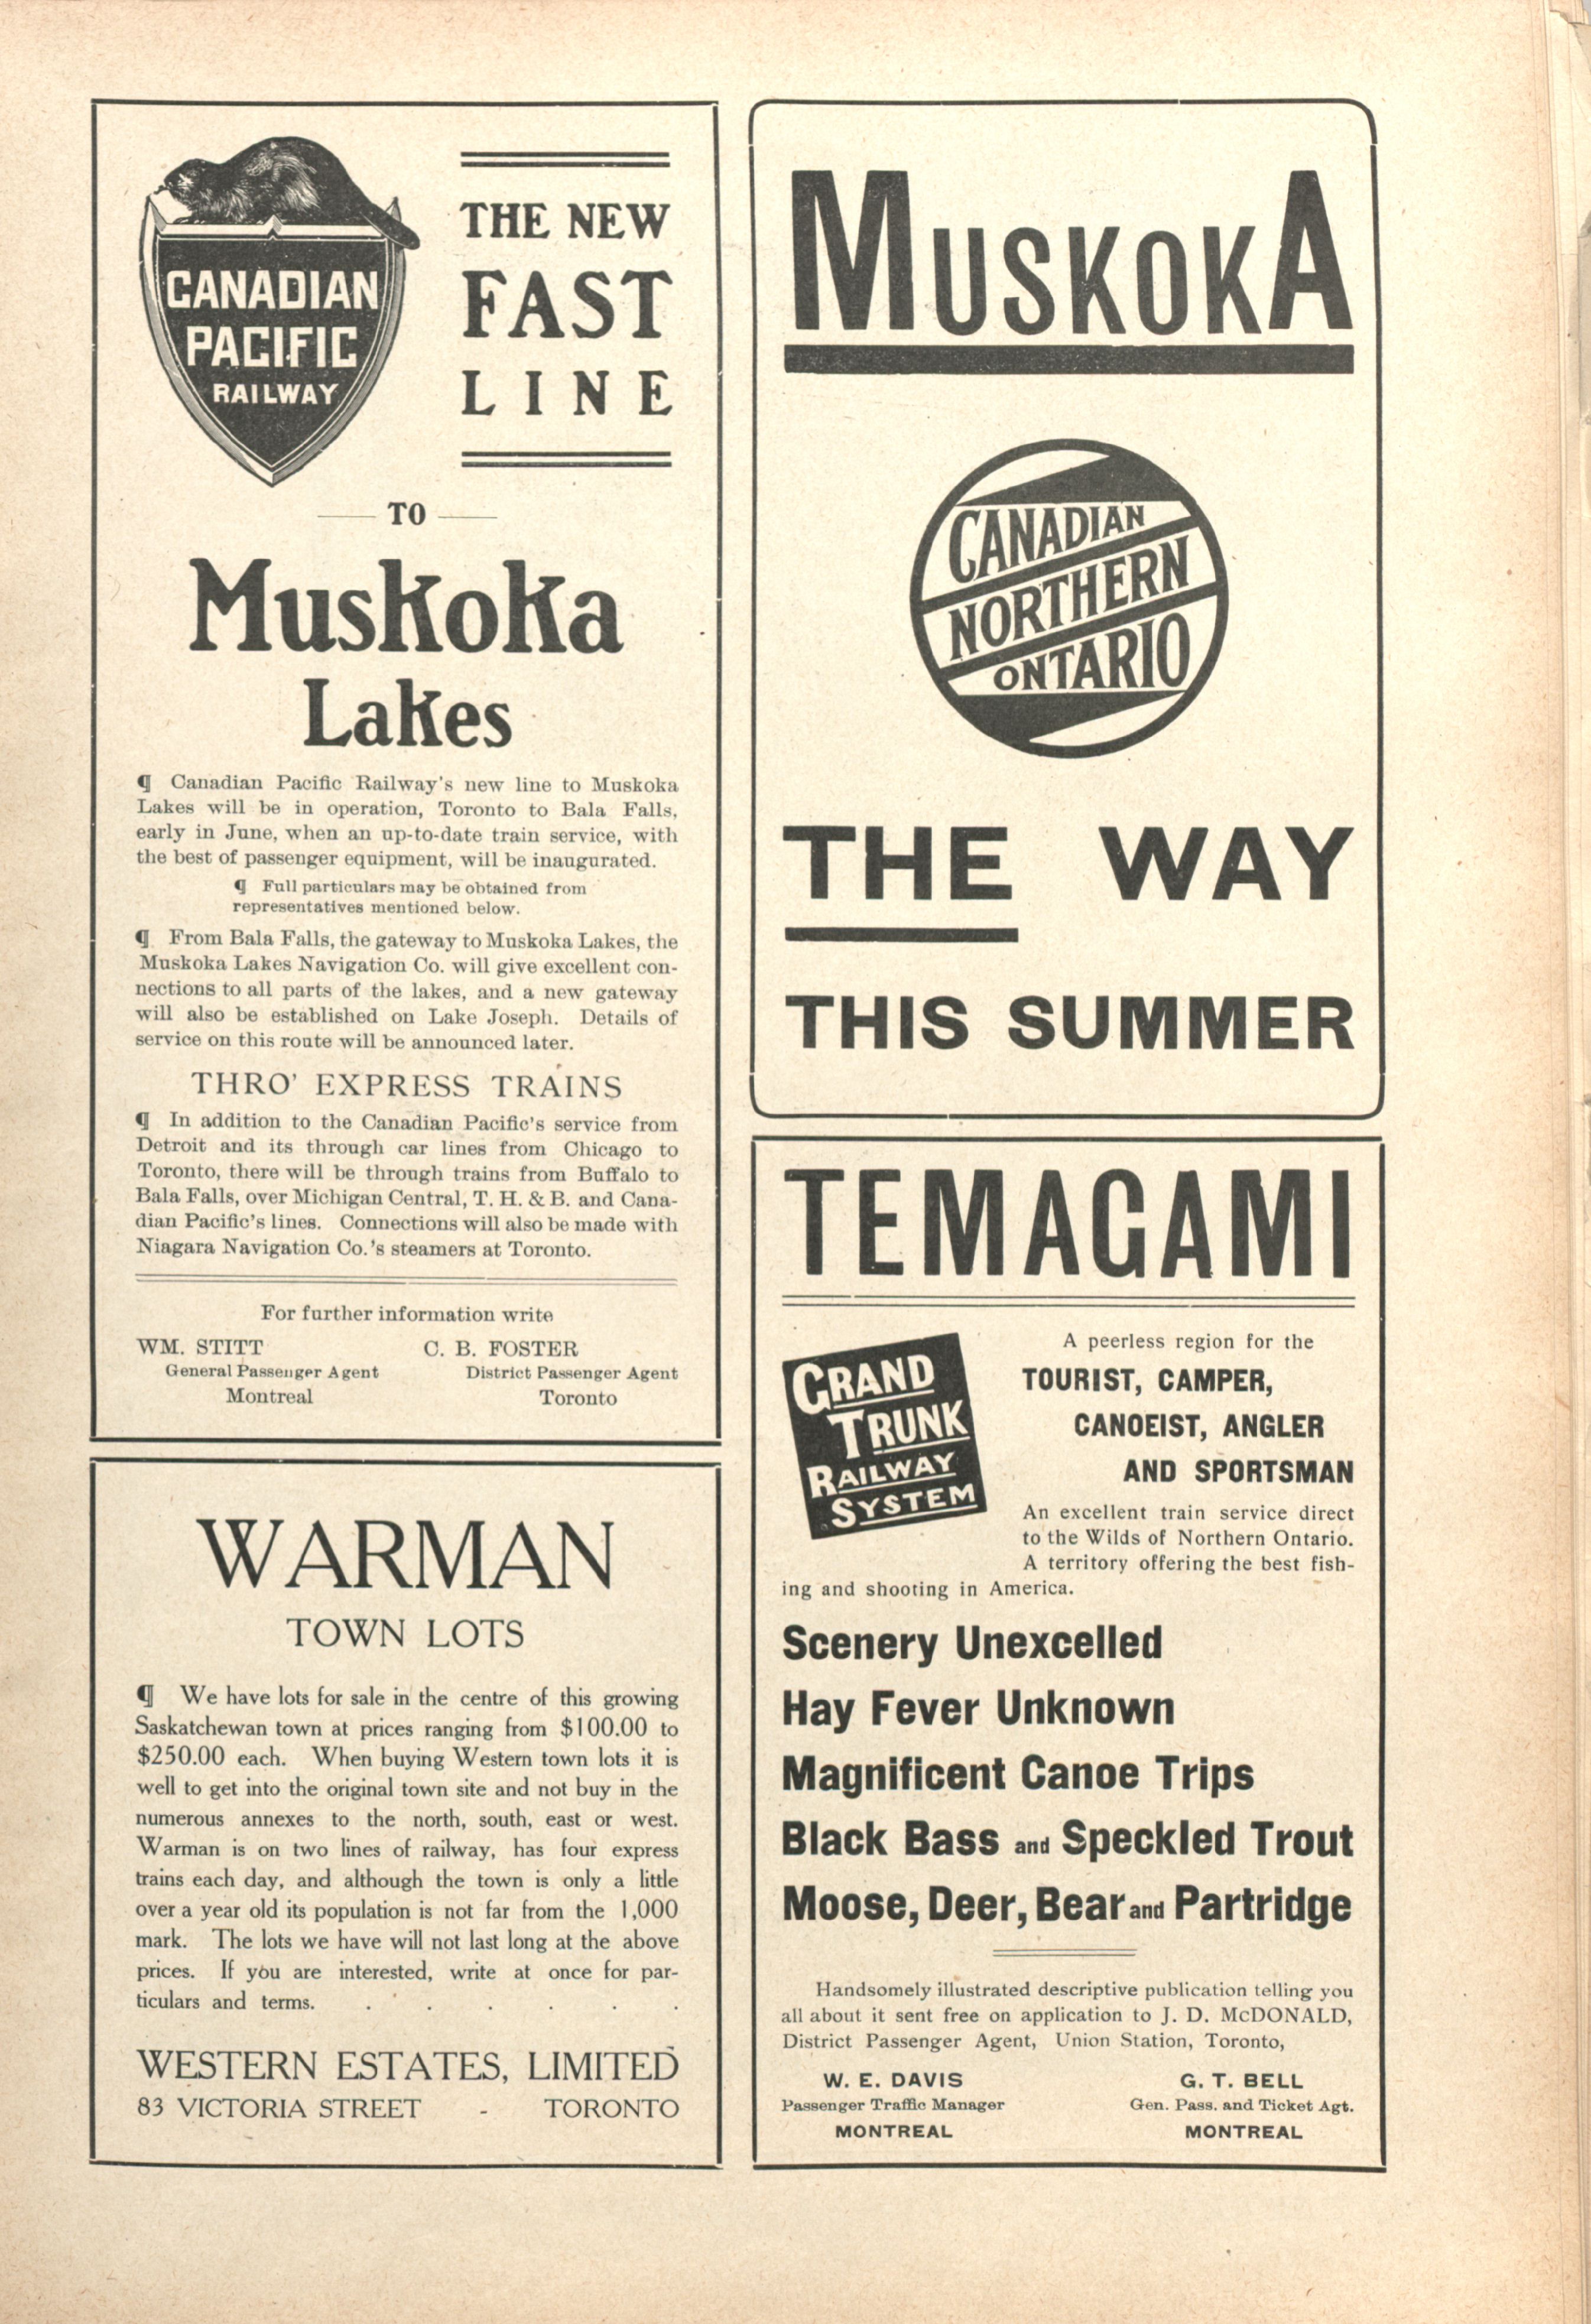 CANADIAN
PACIFIC
RAILWAY
THE NEW
FAST
LINE
TO
Muskoka
Lakes
¶ Canadian Pacific Railway's new line to Muskoka
Lakes will be in operation, Toronto to Bala Falls,
early in June, when an up-to-date train service, with
the best of passenger equipment, will be inaugurated.
¶ Full particulars may be obtained from
representatives mentioned below.
¶ From Bala Falls, the gateway to Muskoka Lakes, the
Muskoka Lakes Navigation Co. will give excellent con-
nections to all parts of the lakes, and a new gateway
will also be established on Lake Joseph. Details of
service on this route will be announced later.
THRO' EXPRESS TRAINS
¶ In addition to the Canadian Pacific's service from
Detroit and its through car lines from Chicago to
Toronto, there will be through trains from Buffalo to
Bala Falls, over Michigan Central, T. H. & B. and Cana-
dian Pacific's lines. Connections will also be made with
Niagara Navigation Co.'s steamers at Toronto.
For further information write
WM. STITT
General Passenger Agent
Montreal
C. B. FOSTER
District Passenger Agent
Toronto
WARMAN
TOWN LOTS
¶ We have lots for sale in the centre of this growing
Saskatchewan town at prices ranging from $100.00 to
$250.00 each. When buying Western town lots it is
well to get into the original town site and not buy in the
numerous annexes to the north, south, east or west.
Warman is on two lines of railway, has four express
trains each day, and although the town is only a little
over a year old its population is not far from the 1,000
mark. The lots we have will not last long at the above
prices. If you are interested, write at once for par-
ticulars and terms. . . . . . .
WESTERN ESTATES, LIMITED
83 VICTORIA STREET - TORONTO
MUSKOKA
CANADIAN
NORTHERN
ONTARIO
THE WAY
THIS SUMMER
TEMAGAMI
GRAND
TRUNK
RAILWAY
SYSTEM
A peerless region for the
TOURIST, CAMPER,
CANOEIST, ANGLER
AND SPORTSMAN
An excellent train service direct
to the Wilds of Northern Ontario.
A territory offering the best fish-
ing and shooting in America.
Scenery Unexcelled
Hay Fever Unknown
Magnificent Canoe Trips
Black Bass and Speckled Trout
Moose, Deer, Bear and Partridge
Handsomely illustrated descriptive publication telling you
all about it sent free on application to J. D. McDONALD,
District Passenger Agent, Union Station, Toronto,
W. E. DAVIS
Passenger Traffic Manager
MONTREAL
G. T. BELL
Gen. Pass. and Ticket Agt.
MONTREAL